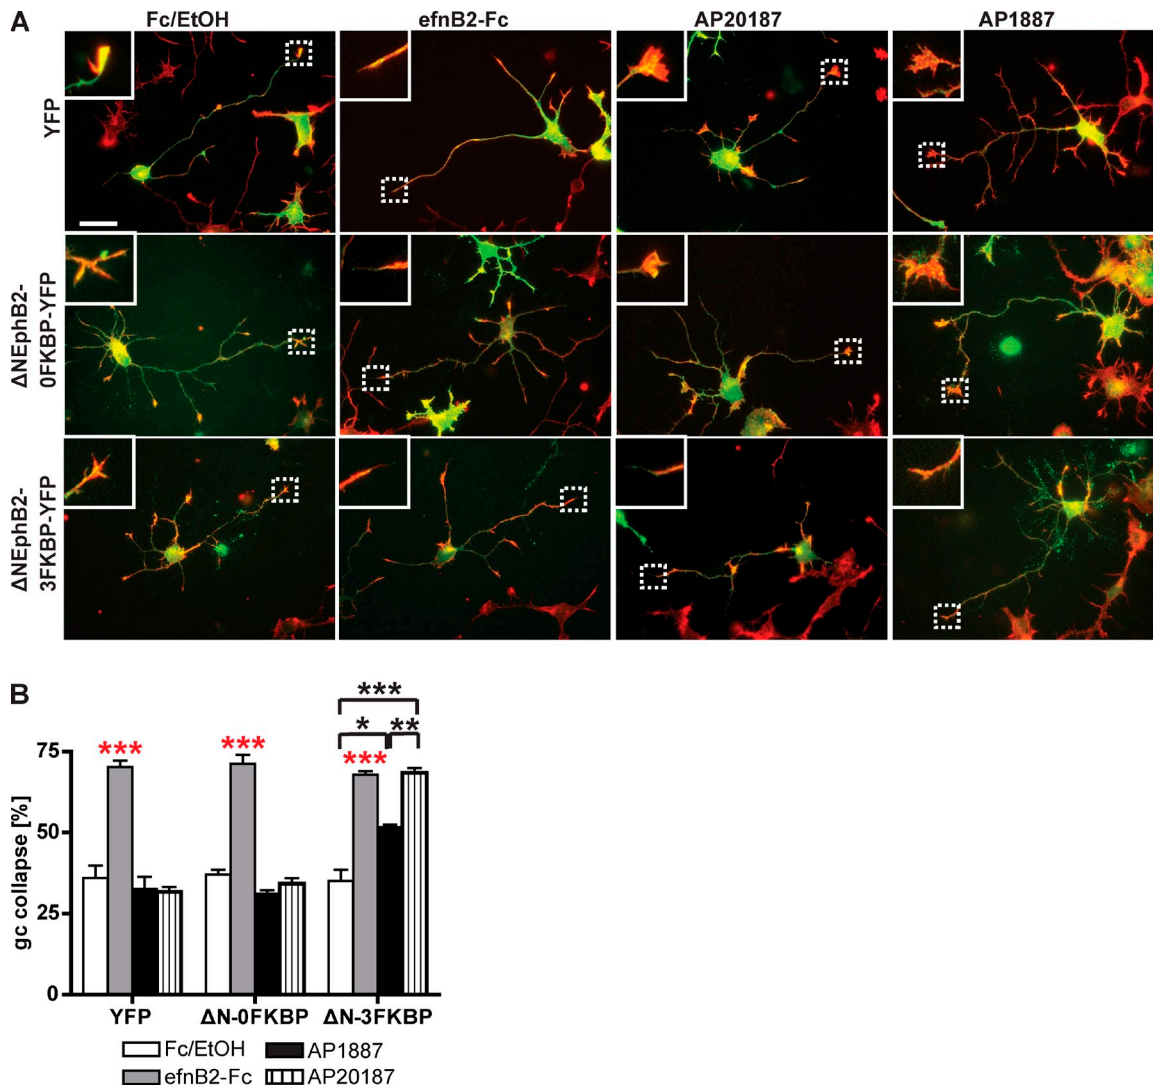 A
Fc/EtOH efnB2-Fc AP20187 AP1887
YFP
ΔNEphB2-
0FKBP-YFP
ΔNEphB2-
3FKBP-YFP
B
***
* **
*** *** ***
75
50
25
0
gc collapse [%]
YFP ΔN-0FKBP ΔN-3FKBP
Fc/EtOH AP1887
efnB2-Fc AP20187